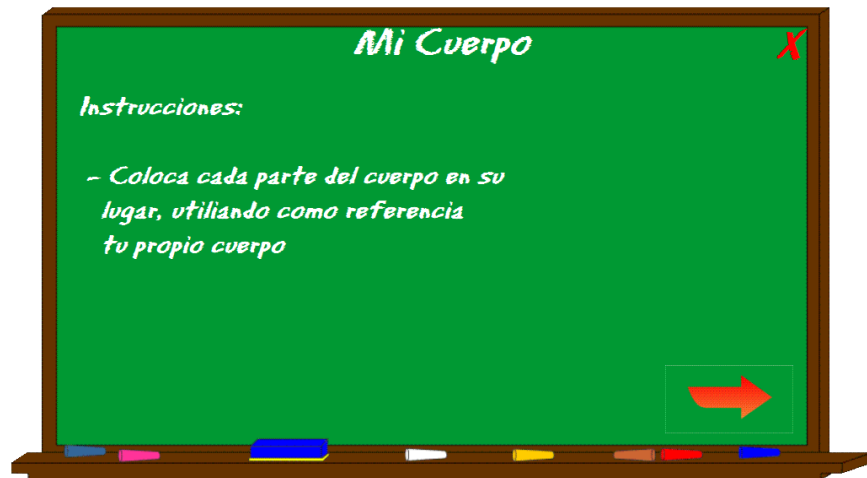 Mi Cuerpo
X
Instrucciones:
- Coloca cada parte del cuerpo en su
lugar, utiliando como referencia
tu propio cuerpo